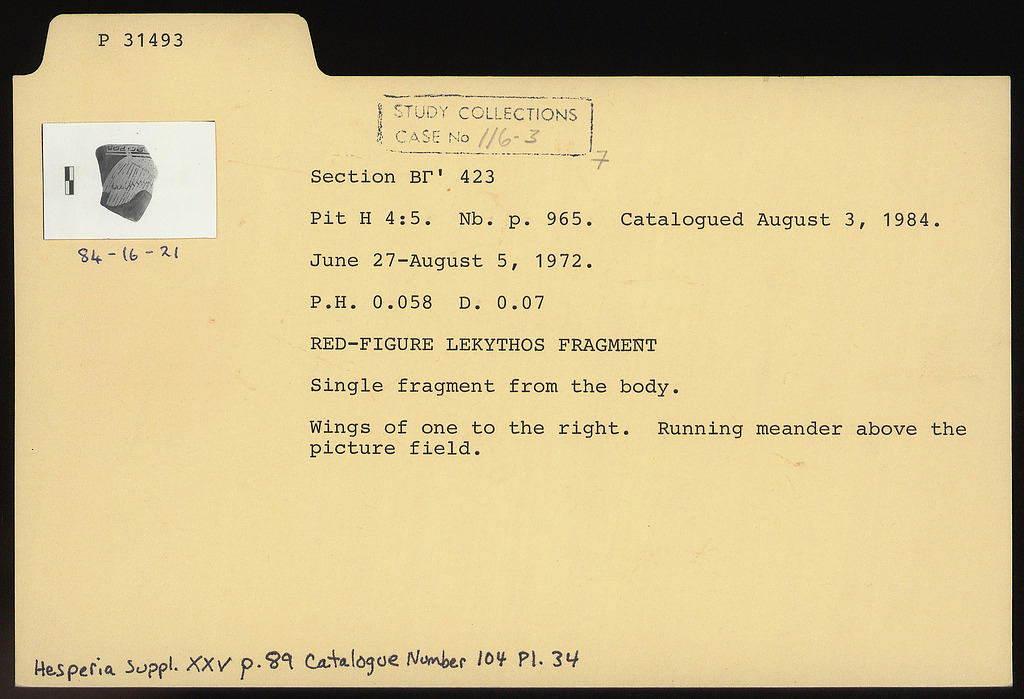 P 31493
STUDY COLLECTIONS
CASE No 116-3
7
84-16-21
Section ΒΓ' 423
Pit H 4:5. Nb. p. 965. Catalogued August 3, 1984.
June 27-August 5, 1972.
P.H. 0.058 D. 0.07
RED-FIGURE LEKYTHOS FRAGMENT
Single fragment from the body.
Wings of one to the right. Running meander above the
picture field.
Hesperia Suppl. XXV p.89 Catalogue Number 104 Pl. 34